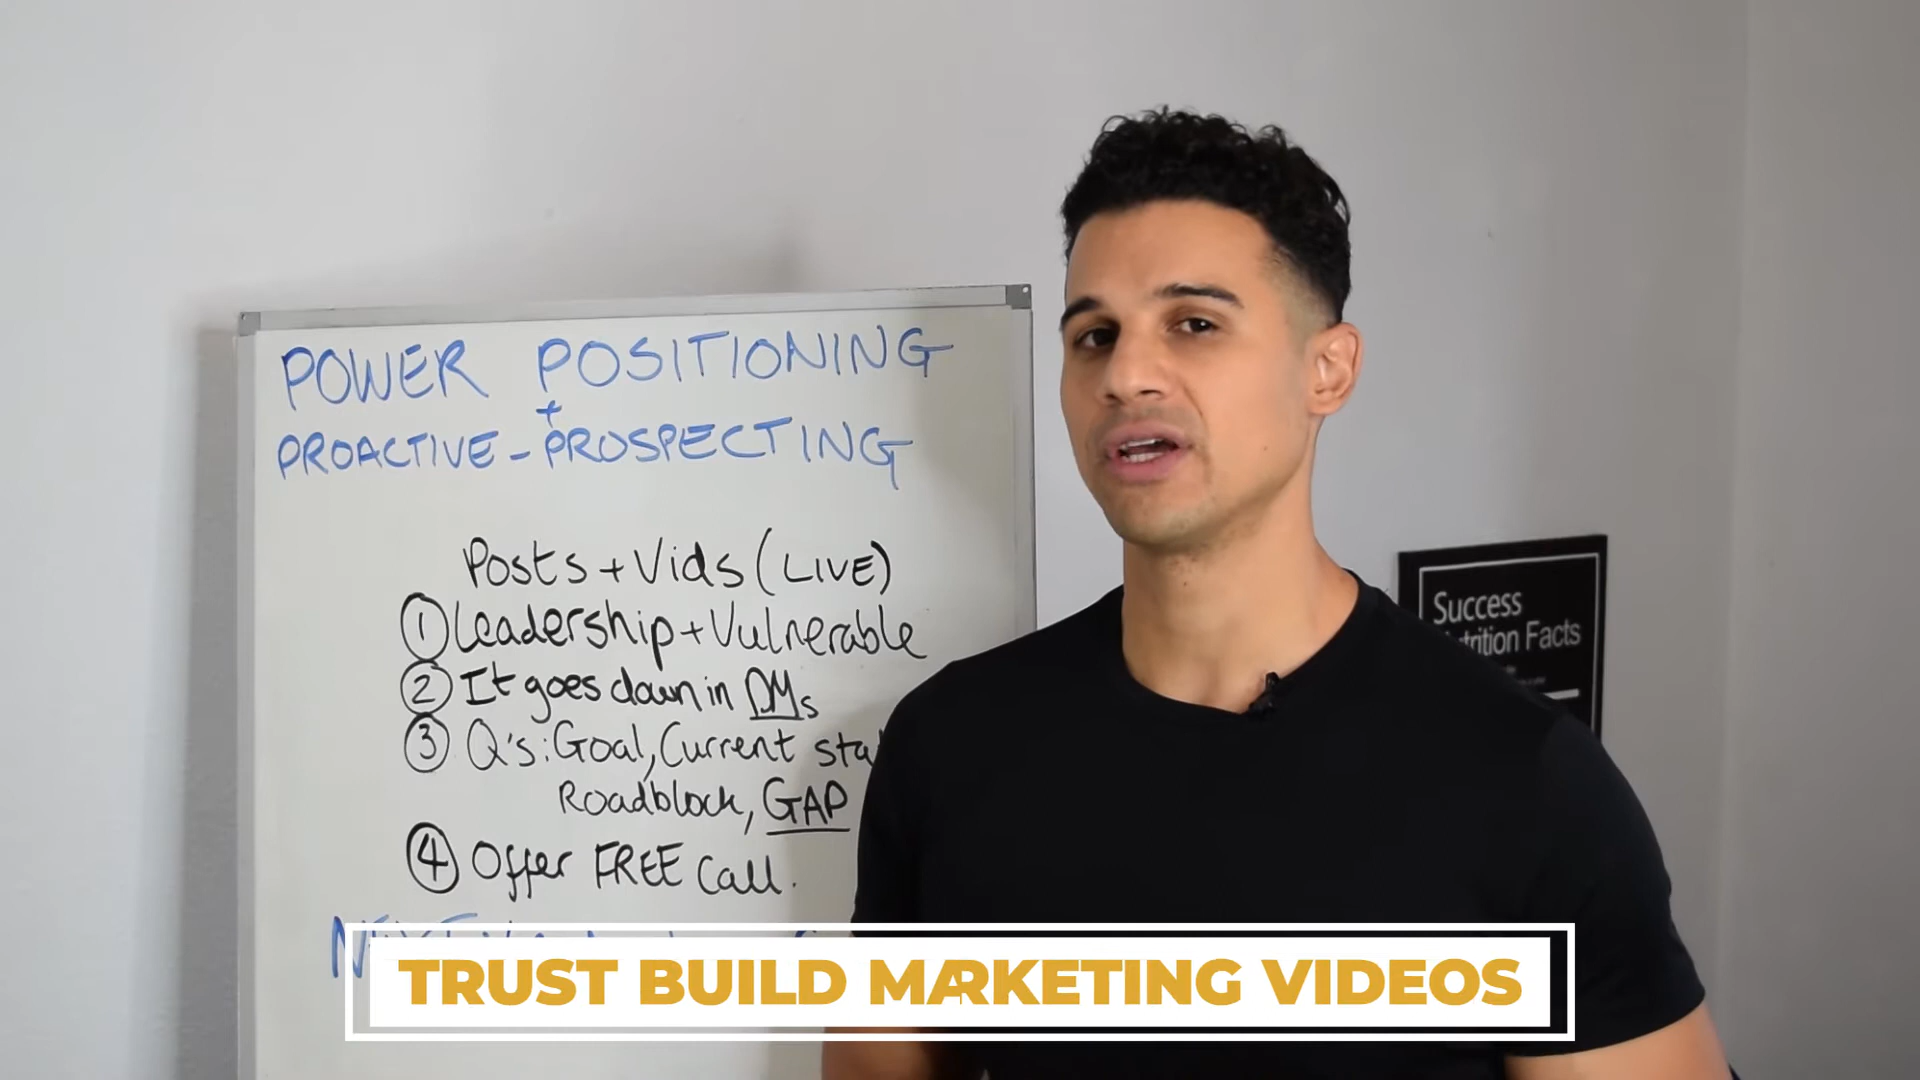 POWER POSITIONING
+
PROACTIVE-PROSPECTING
Posts + Vids (LIVE)
① Leadership + Vulnerable
② It goes down in DMs
③ Q's: Goal, Current sta
Roadblock, GAP
④ Offer FREE Call.
TRUST BUILD MARKETING VIDEOS
Success
Facts